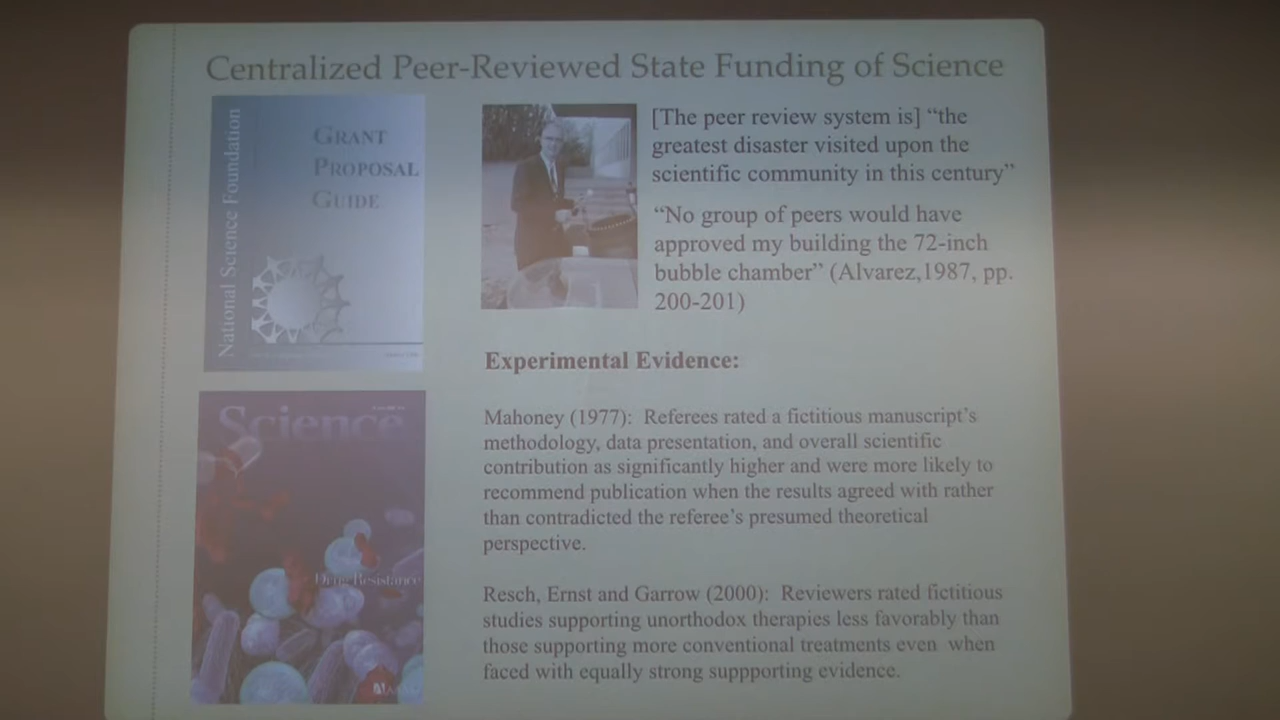 Centralized Peer-Reviewed State Funding of Science
National Science Foundation
GRANT
PROPOSAL
GUIDE
[The peer review system is] “the
greatest disaster visited upon the
scientific community in this century”
“No group of peers would have
approved my building the 72-inch
bubble chamber” (Alvarez,1987, pp.
200-201)
Experimental Evidence:
Mahoney (1977): Referees rated a fictitious manuscript’s
methodology, data presentation, and overall scientific
contribution as significantly higher and were more likely to
recommend publication when the results agreed with rather
than contradicted the referee’s presumed theoretical
perspective.
Resch, Ernst and Garrow (2000): Reviewers rated fictitious
studies supporting unorthodox therapies less favorably than
those supporting more conventional treatments even when
faced with equally strong suppporting evidence.
Science
Drug Resistance